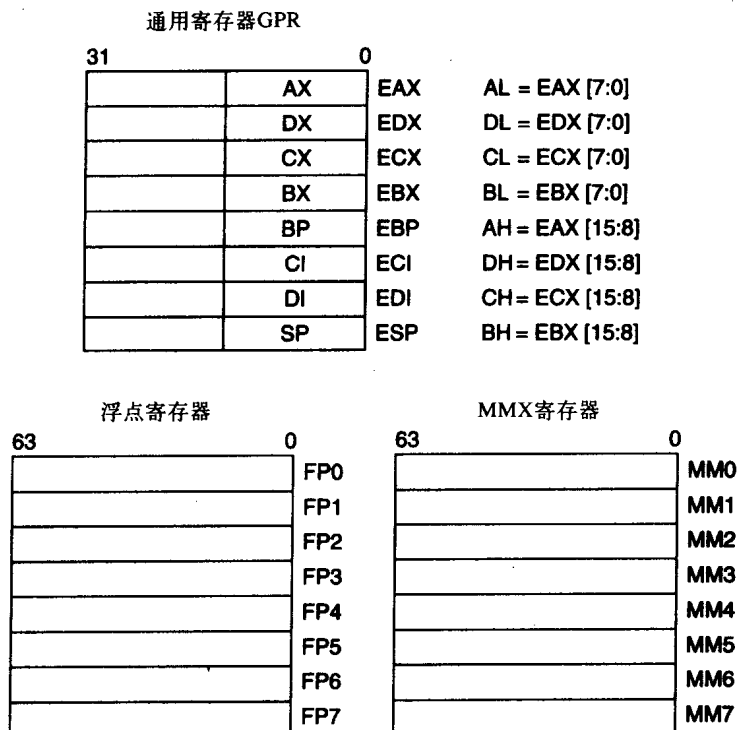 通用寄存器GPR
31 0
AX EAX AL = EAX [7:0]
DX EDX DL = EDX [7:0]
CX ECX CL = ECX [7:0]
BX EBX BL = EBX [7:0]
BP EBP AH = EAX [15:8]
CI ECI DH = EDX [15:8]
DI EDI CH = ECX [15:8]
SP ESP BH = EBX [15:8]
浮点寄存器 MMX寄存器
63 0 63 0
FP0 MM0
FP1 MM1
FP2 MM2
FP3 MM3
FP4 MM4
FP5 MM5
FP6 MM6
FP7 MM7